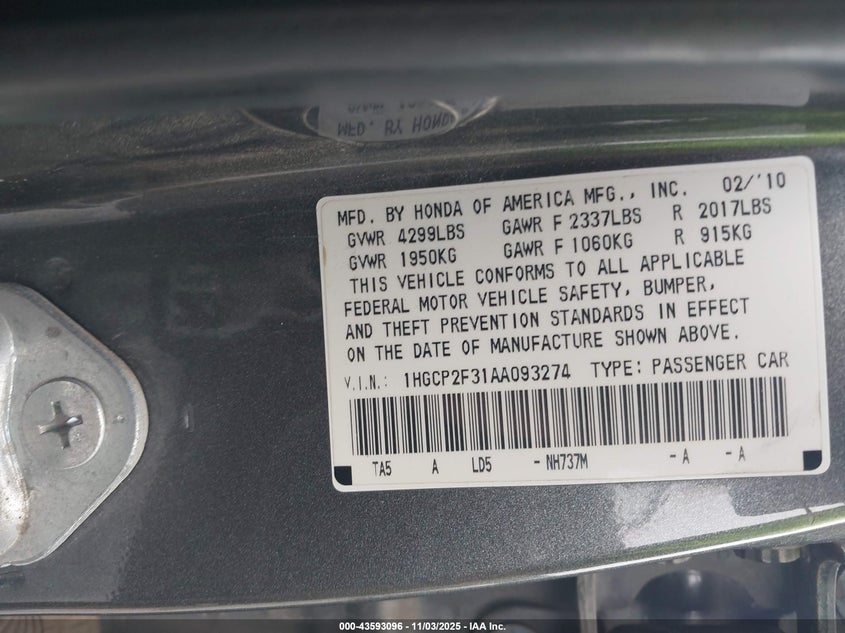 MFD. BY HONDA OF AMERICA MFG., INC. 02/'10
GVWR 4299LBS GAWR F 2337LBS R 2017LBS
GVWR 1950KG GAWR F 1060KG R 915KG
THIS VEHICLE CONFORMS TO ALL APPLICABLE
FEDERAL MOTOR VEHICLE SAFETY, BUMPER,
AND THEFT PREVENTION STANDARDS IN EFFECT
ON THE DATE OF MANUFACTURE SHOWN ABOVE.
V.I.N.: 1HGCP2F31AA093274 TYPE: PASSENGER CAR
TA5 A LD5 - NH737M - A - A
000-43593096 - 11/03/2025 - IAA Inc.